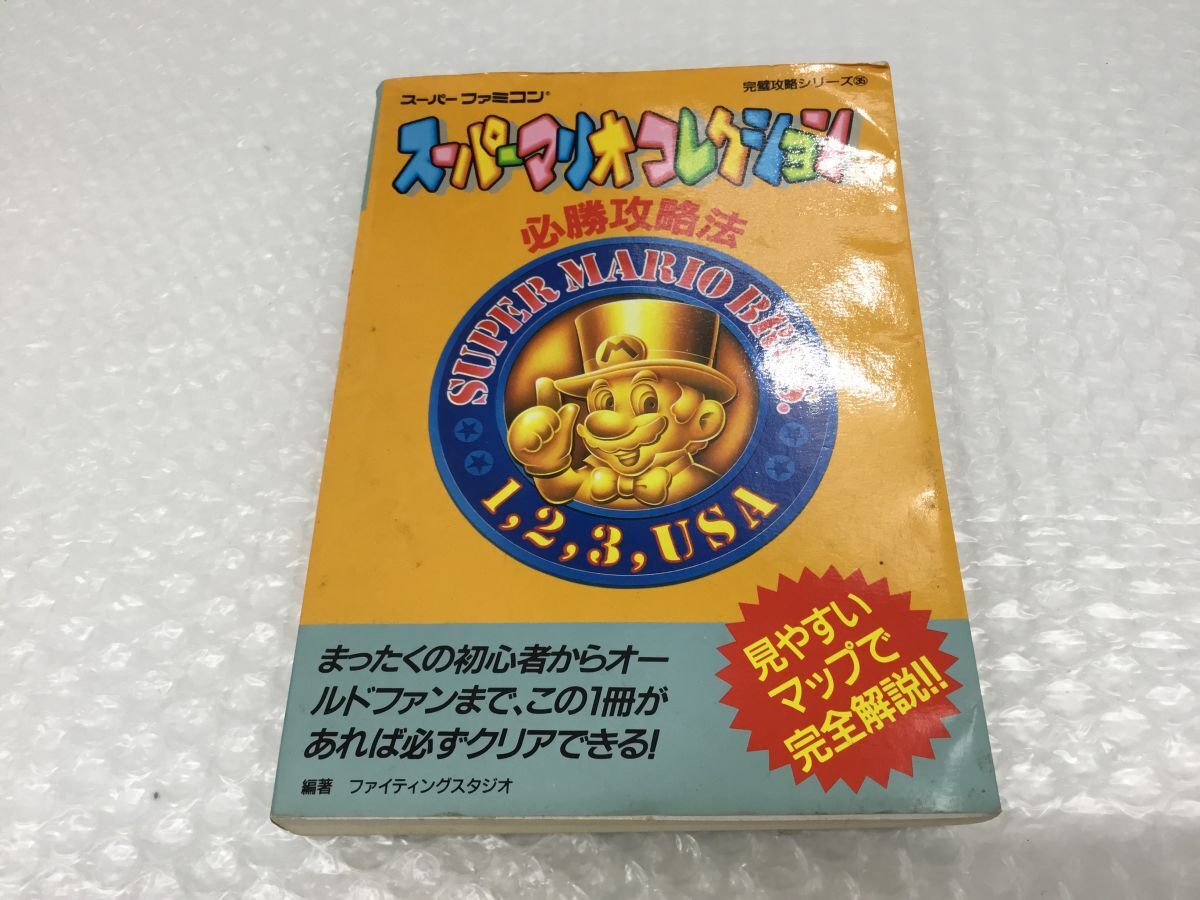 スーパーファミコン®
完璧攻略シリーズ㉟
スーパーマリオコレクション
必勝攻略法
SUPER MARIO BR
M
1, 2, 3, USA
見やすい
マップで
完全解説!!
まったくの初心者からオー
ルドファンまで、この1冊が
あれば必ずクリアできる!
編著 ファイティングスタジオ